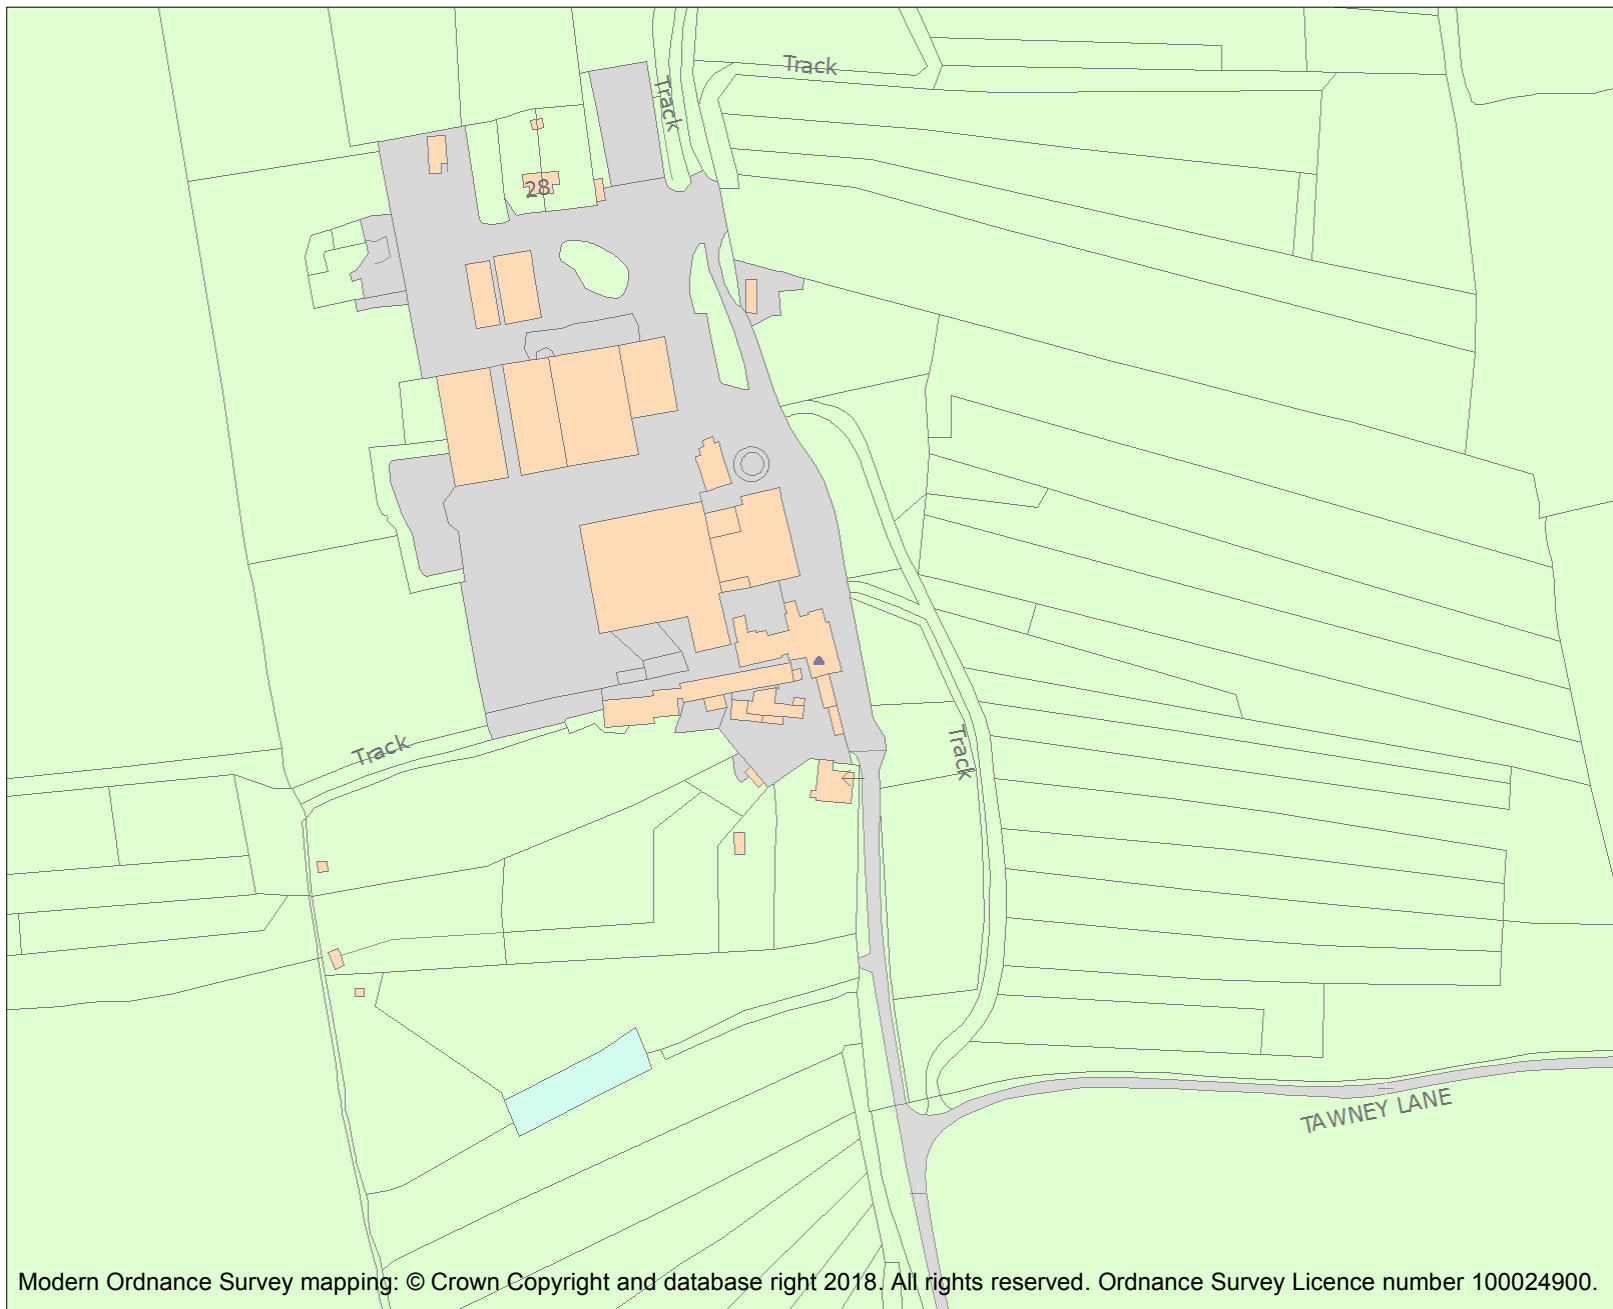 Track
Track
28
Track
Track
TAWNEY LANE
Modern Ordnance Survey mapping: © Crown Copyright and database right 2018. All rights reserved. Ordnance Survey Licence number 100024900.